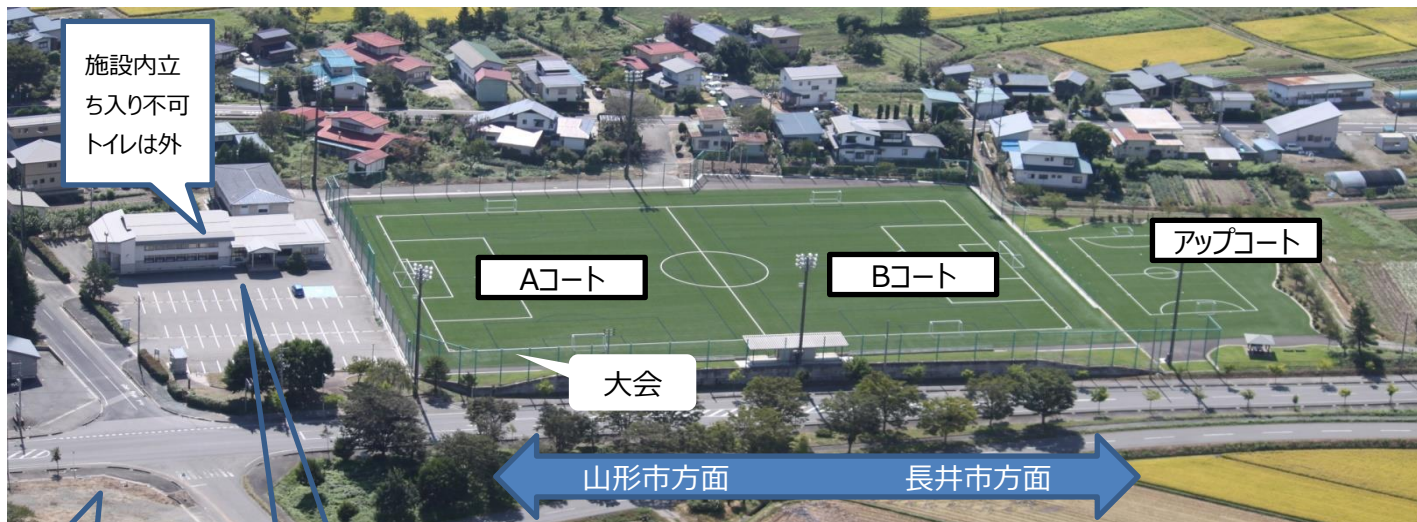 施設内立
ち入り不可
トイレは外
アップコート
Aコート
Bコート
大会
山形市方面
長井市方面